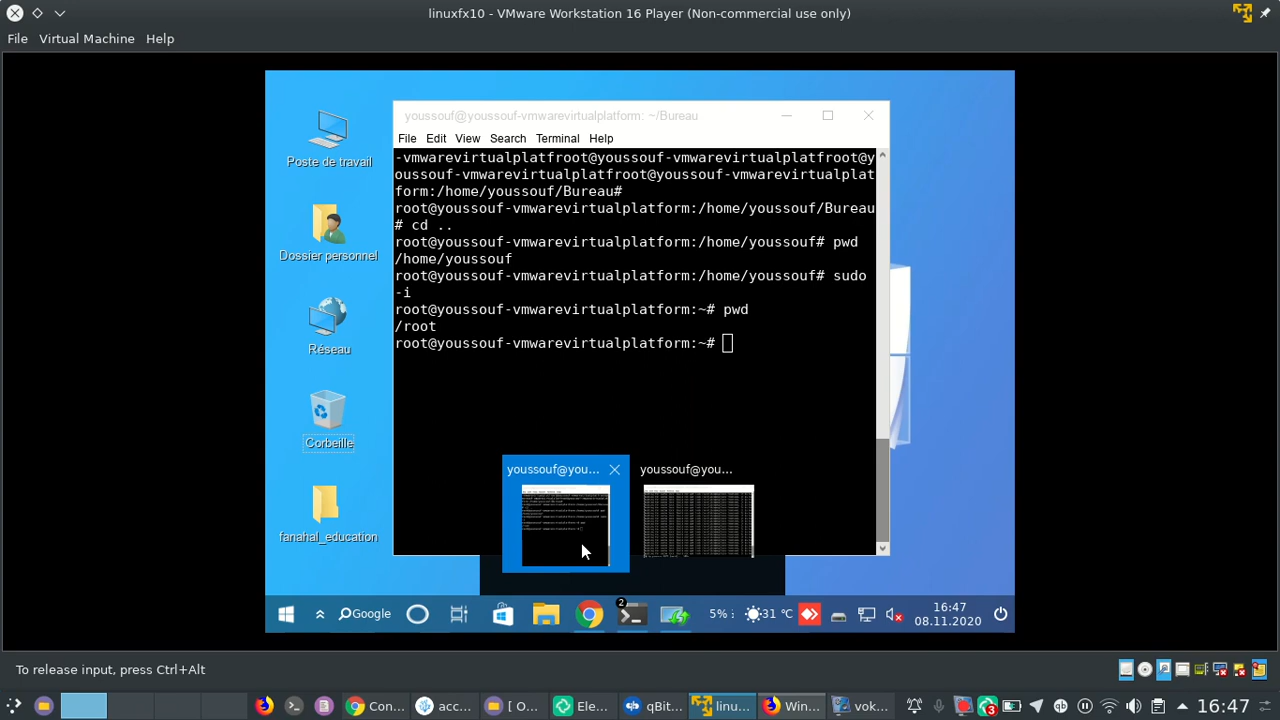 linuxfx10 - VMware Workstation 16 Player (Non-commercial use only)
File Virtual Machine Help
youssouf@youssouf-vmwarevirtualplatform: ~/Bureau
File Edit View Search Terminal Help
-vmwarevirtualplatfroot@youssouf-vmwarevirtualplatfroot@y
oussouf-vmwarevirtualplatfroot@youssouf-vmwarevirtualplat
form:/home/youssouf/Bureau#
root@youssouf-vmwarevirtualplatform:/home/youssouf/Bureau
# cd ..
root@youssouf-vmwarevirtualplatform:/home/youssouf# pwd
/home/youssouf
root@youssouf-vmwarevirtualplatform:/home/youssouf# sudo
-i
root@youssouf-vmwarevirtualplatform:~# pwd
/root
root@youssouf-vmwarevirtualplatform:~#
Poste de travail
Dossier personnel
Réseau
Corbeille
fanahal_education
youssouf@you... youssouf@you...
Google 2 5% 31 °C 16:47
08.11.2020
To release input, press Ctrl+Alt
Con... acc... [ O... Ele... qBit... linu... Win... vok... 3 16:47